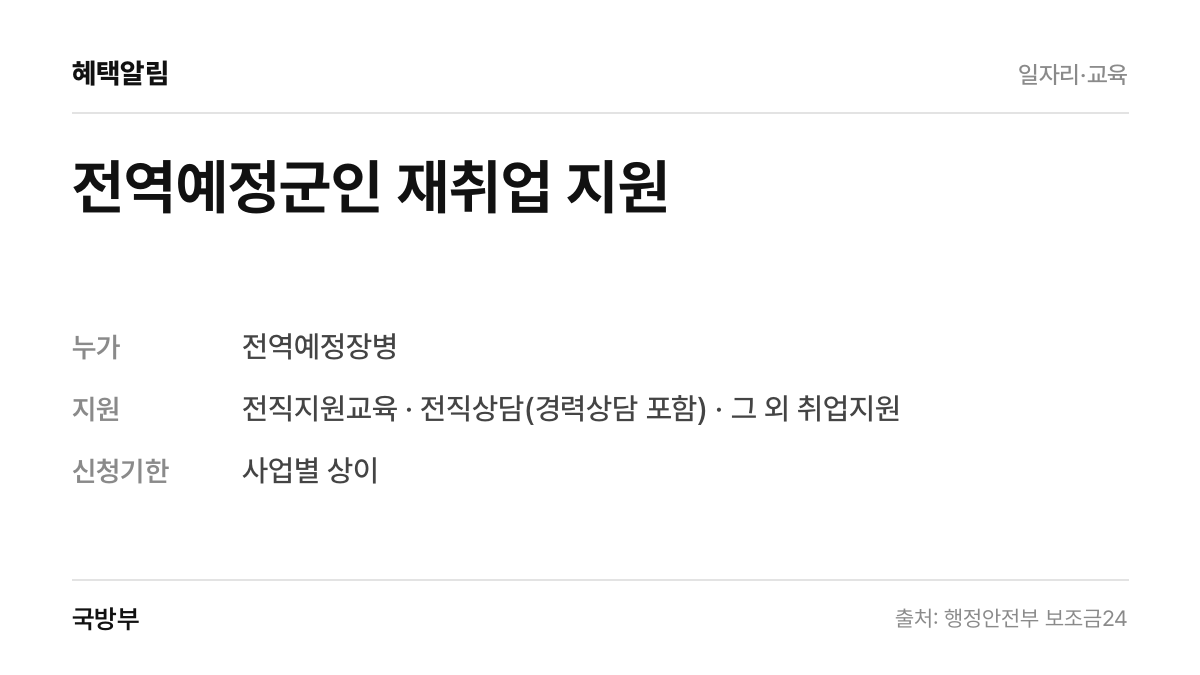 혜택알림
일자리·교육
전역예정군인 재취업 지원
누가 전역예정장병
지원 전직지원교육 · 전직상담(경력상담 포함) · 그 외 취업지원
신청기한 사업별 상이
국방부
출처: 행정안전부 보조금24